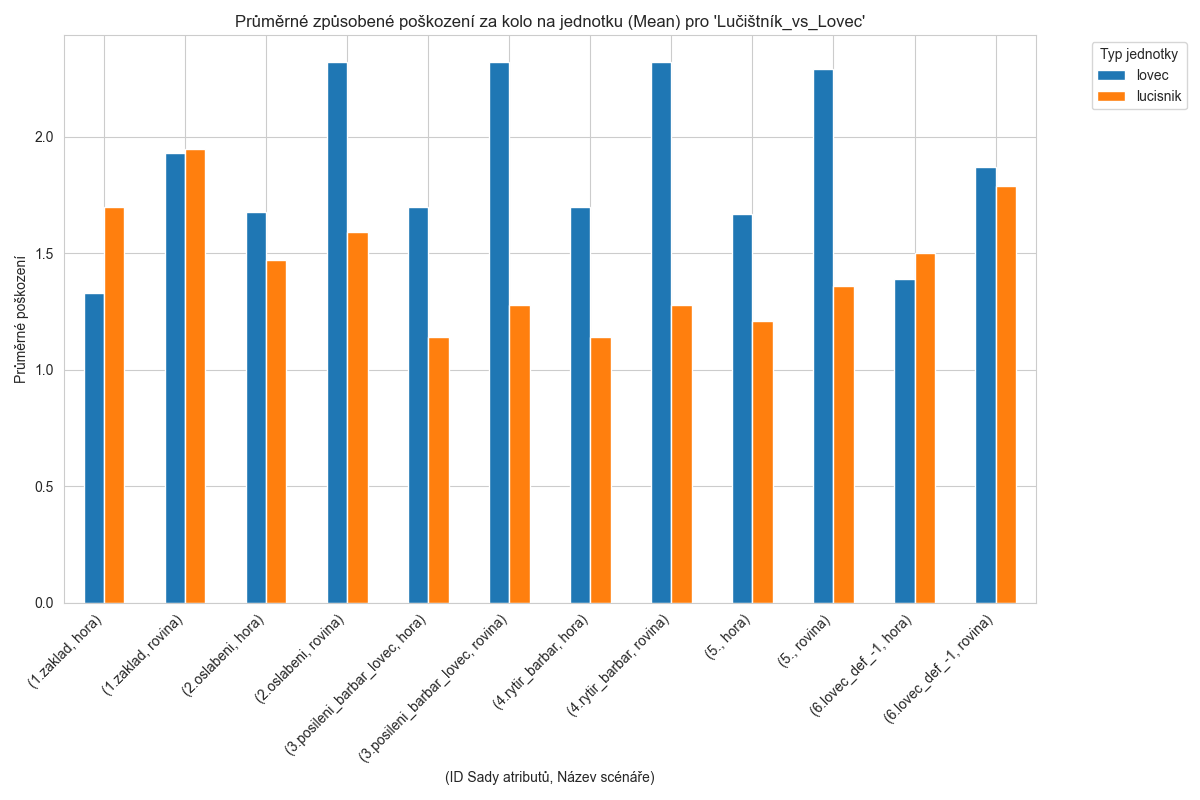 Průměrné způsobené poškození za kolo na jednotku (Mean) pro 'Lučištník_vs_Lovec'
Typ jednotky
lovec
lucisnik
Průměrné poškození
2.0
1.5
1.0
0.5
0.0
(1.zaklad, hora)
(1.zaklad, rovina)
(2.oslabeni, hora)
(2.oslabeni, rovina)
(3.posileni_barbar_lovec, hora)
(3.posileni_barbar_lovec, rovina)
(4.rytir_barbar, hora)
(4.rytir_barbar, rovina)
(5., hora)
(5., rovina)
(6.lovec_def_-1, hora)
(6.lovec_def_-1, rovina)
(ID Sady atributů, Název scénáře)